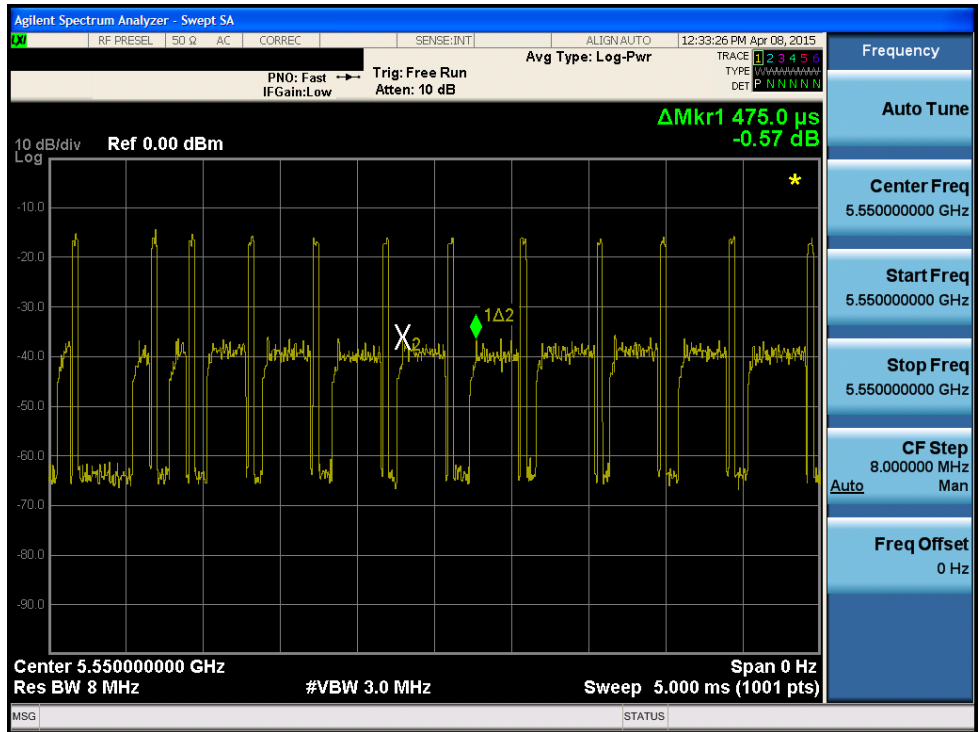 Agilent Spectrum Analyzer - Swept SA
LXI RF PRESEL 50 Ω AC CORREC SENSE:INT ALIGN AUTO 12:33:26 PM Apr 08, 2015
PNO: Fast IFGain:Low Trig: Free Run Atten: 10 dB Avg Type: Log-Pwr
TRACE 1 2 3 4 5 6
TYPE WWWWWW
DET P N N N N N
ΔMkr1 475.0 µs
-0.57 dB
10 dB/div Ref 0.00 dBm
Log
-10.0
-20.0
-30.0
-40.0
-50.0
-60.0
-70.0
-80.0
-90.0
1Δ2
X2
*
Center 5.550000000 GHz Span 0 Hz
Res BW 8 MHz #VBW 3.0 MHz Sweep 5.000 ms (1001 pts)
MSG STATUS
Frequency
Auto Tune
Center Freq
5.550000000 GHz
Start Freq
5.550000000 GHz
Stop Freq
5.550000000 GHz
CF Step
8.000000 MHz
Auto Man
Freq Offset
0 Hz